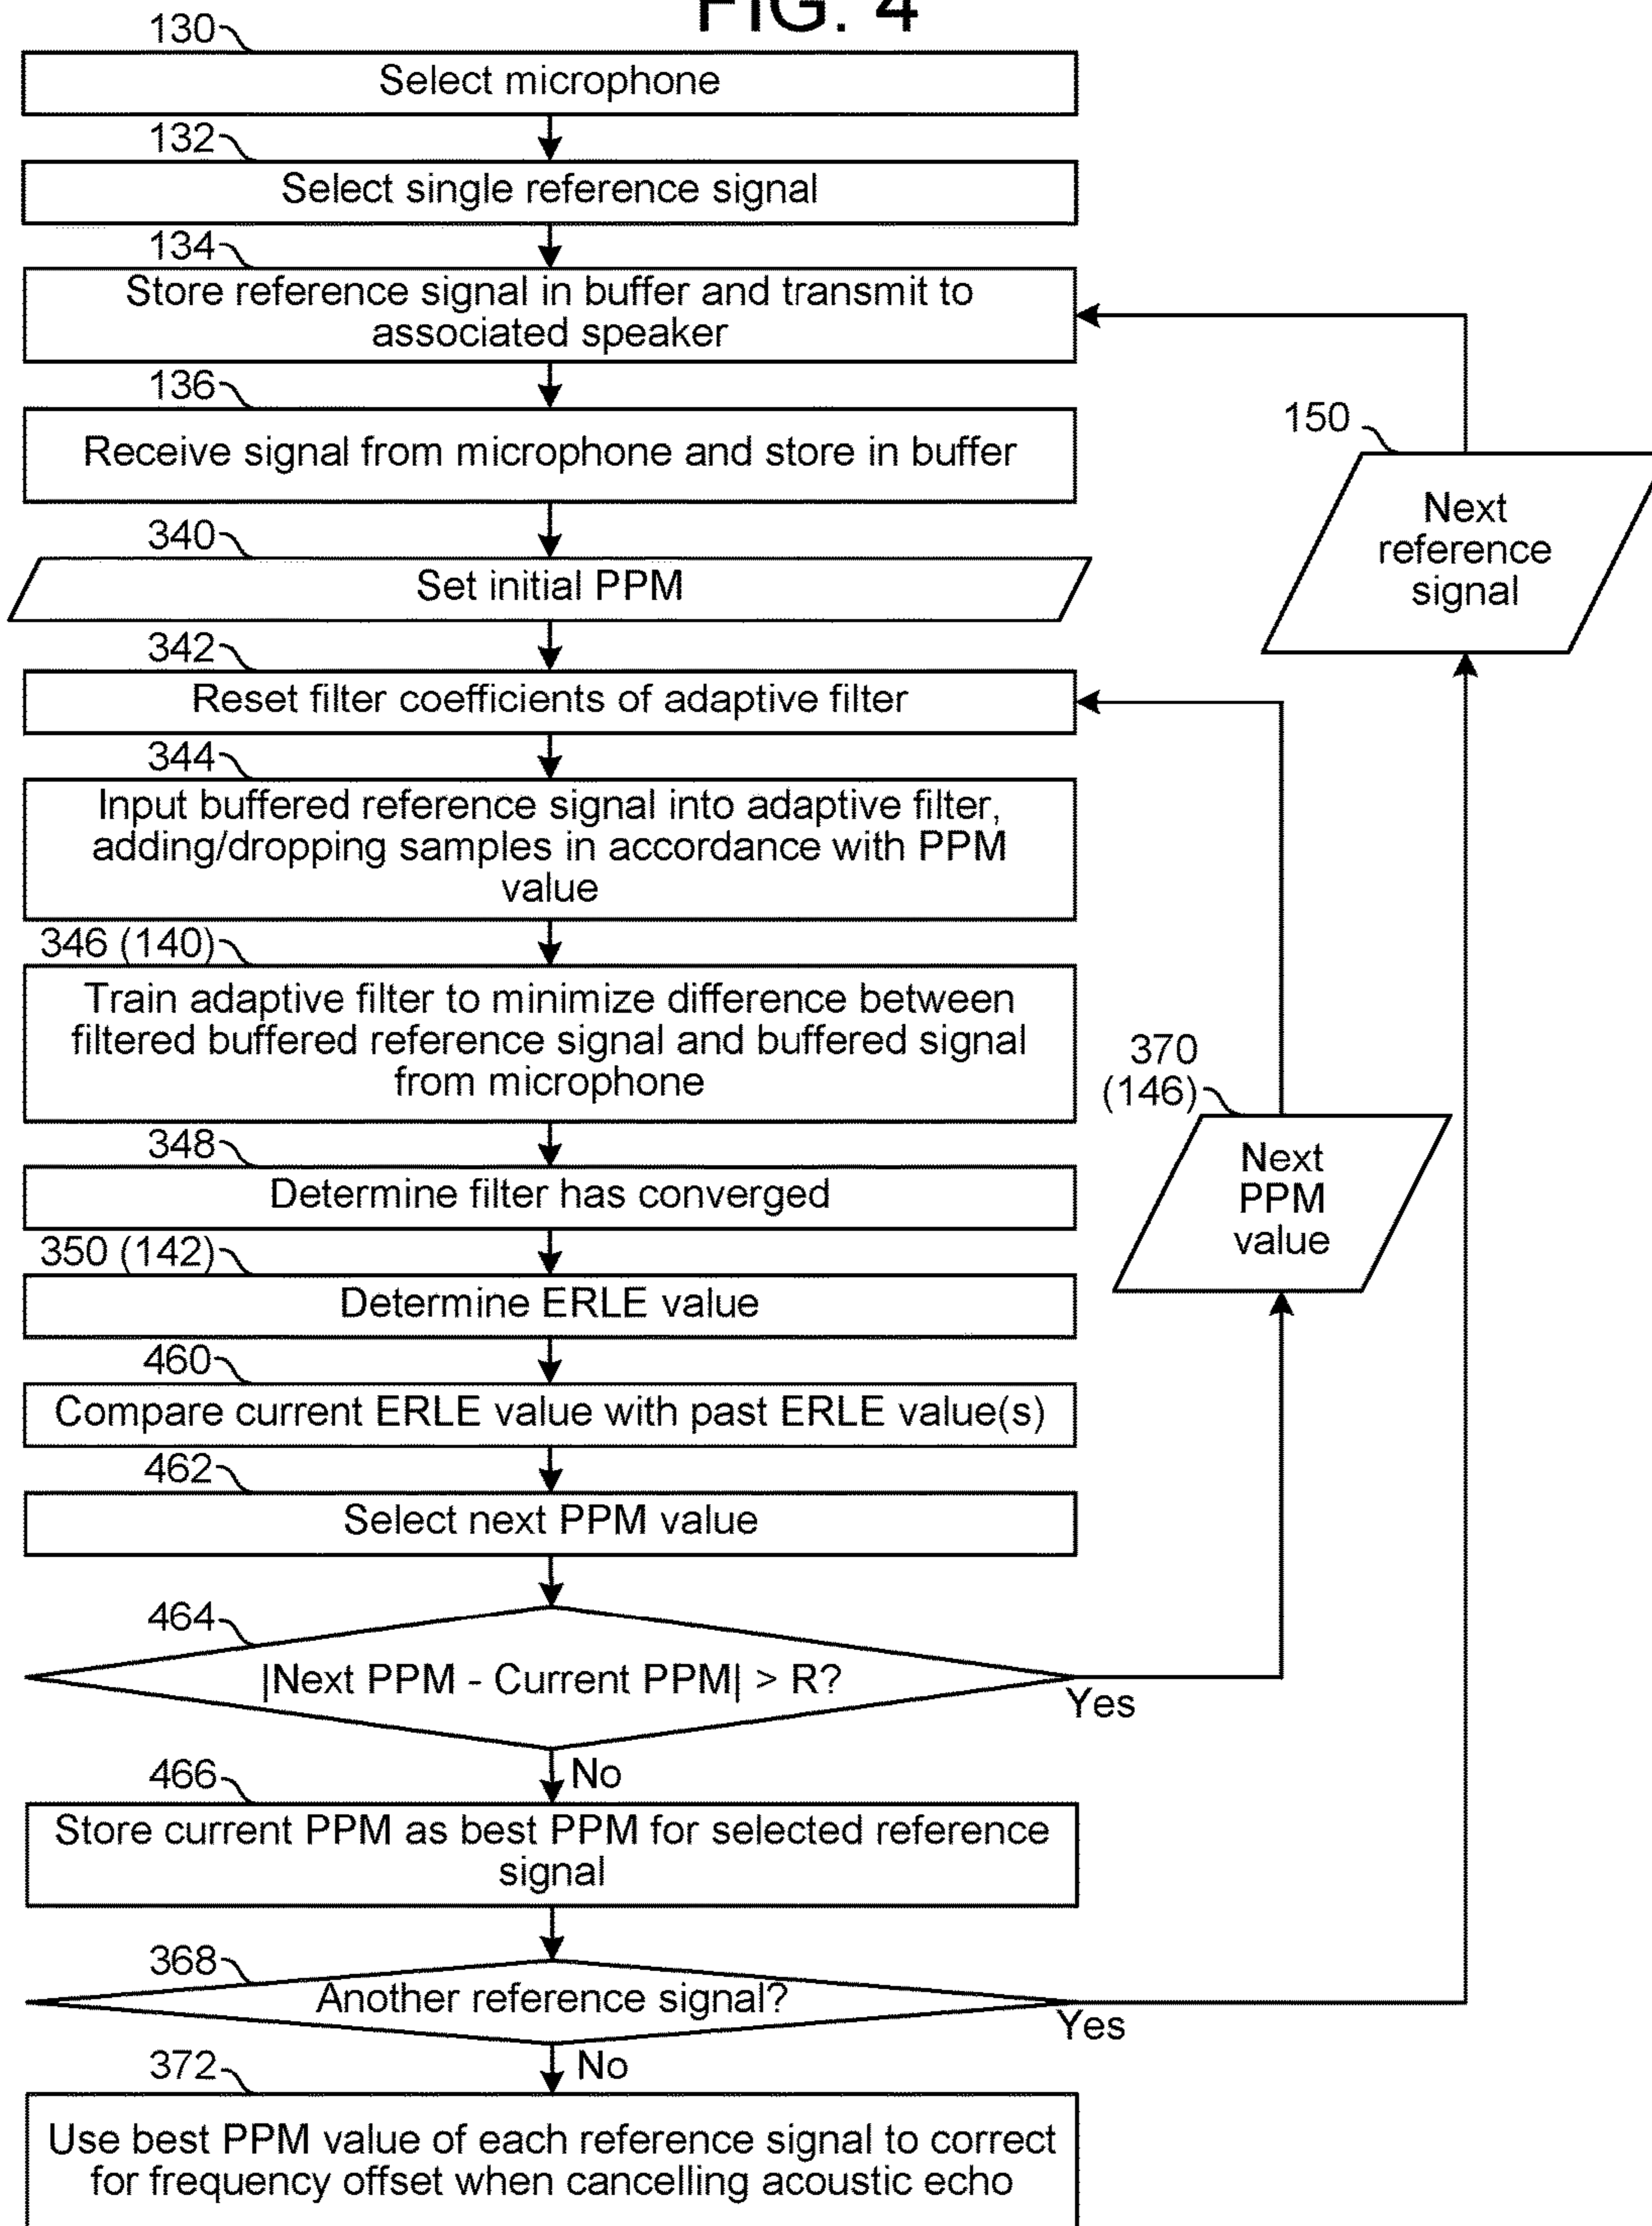 FIG. 4
130
Select microphone
132
Select single reference signal
134
Store reference signal in buffer and transmit to
associated speaker
136
Receive signal from microphone and store in buffer
150
Next
reference
signal
340
Set initial PPM
342
Reset filter coefficients of adaptive filter
344
Input buffered reference signal into adaptive filter,
adding/dropping samples in accordance with PPM
value
346 (140)
Train adaptive filter to minimize difference between
filtered buffered reference signal and buffered signal
from microphone
370
(146)
Next
PPM
value
348
Determine filter has converged
350 (142)
Determine ERLE value
460
Compare current ERLE value with past ERLE value(s)
462
Select next PPM value
464
|Next PPM - Current PPM| > R?
Yes
No
466
Store current PPM as best PPM for selected reference
signal
368
Another reference signal?
Yes
No
372
Use best PPM value of each reference signal to correct
for frequency offset when cancelling acoustic echo